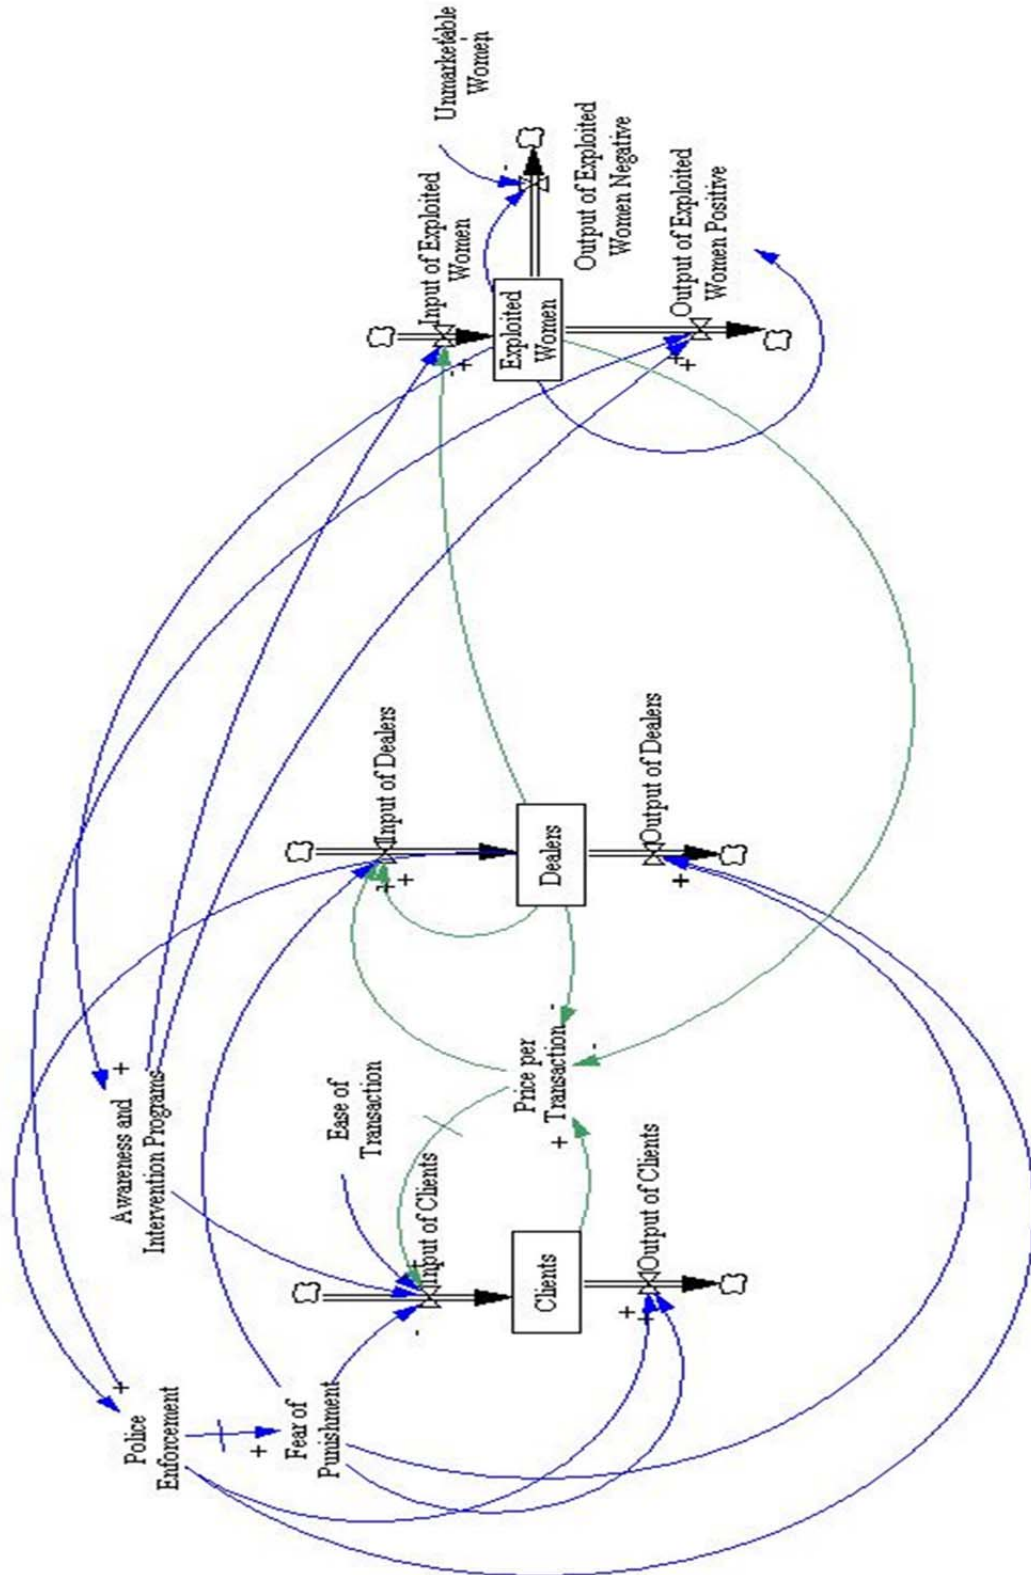 Police
Enforcement
+
+
Fear of
Punishment
Awareness and
Intervention Programs
+
Ease of
Transaction
Input of Clients
+
-
Clients
Output of Clients
+
+
Price per
Transaction
+
-
-
Input of Dealers
+
+
Dealers
Output of Dealers
+
Input of Exploited
Women
-
+
Exploited
Women
Unmarketable
Women
-
Output of Exploited
Women Negative
Output of Exploited
Women Positive
+
+